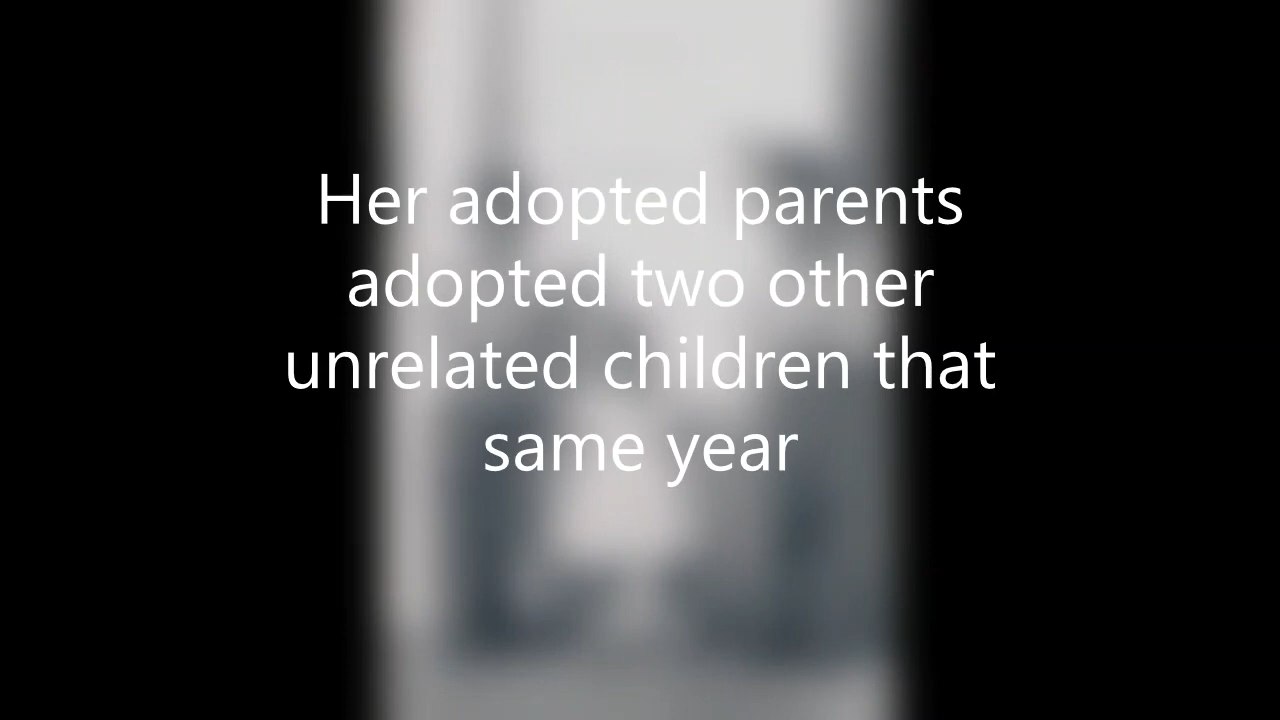 Her adopted parents
adopted two other
unrelated children that
same year